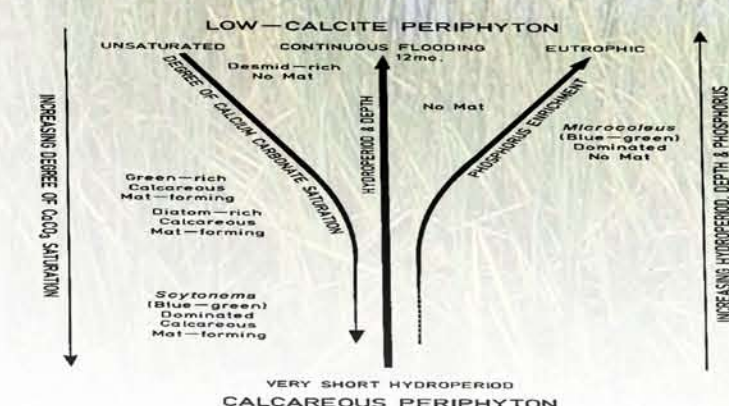 LOW—CALCITE PERIPHYTON
UNSATURATED
CONTINUOUS FLOODING
12mo.
EUTROPHIC
Desmid—rich
No Mat
DEGREE OF CALCIUM CARBONATE SATURATION
HYDROPERIOD & DEPTH
No Mat
PHOSPHORUS ENRICHMENT
Microcoleus
(Blue—green)
Dominated
No Mat
INCREASING DEGREE OF CaCO₃ SATURATION
INCREASING HYDROPERIOD, DEPTH & PHOSPHORUS
Green—rich
Calcareous
Mat—forming
Diatom—rich
Calcareous
Mat—forming
Scytonema
(Blue—green)
Dominated
Calcareous
Mat—forming
VERY SHORT HYDROPERIOD
CALCAREOUS PERIPHYTON